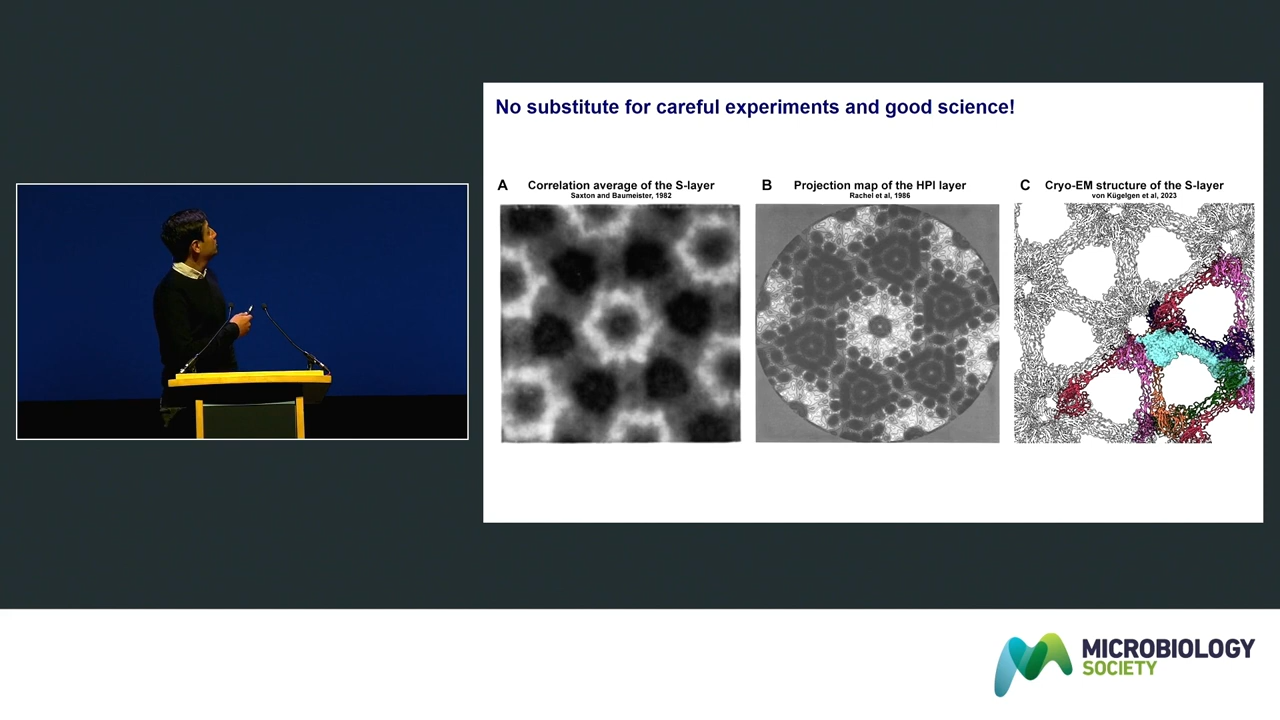 No substitute for careful experiments and good science!
A Correlation average of the S-layer
Saxton and Baumeister, 1982
B Projection map of the HPI layer
Rachel et al, 1986
C Cryo-EM structure of the S-layer
von Kügelgen et al, 2023
MICROBIOLOGY
SOCIETY